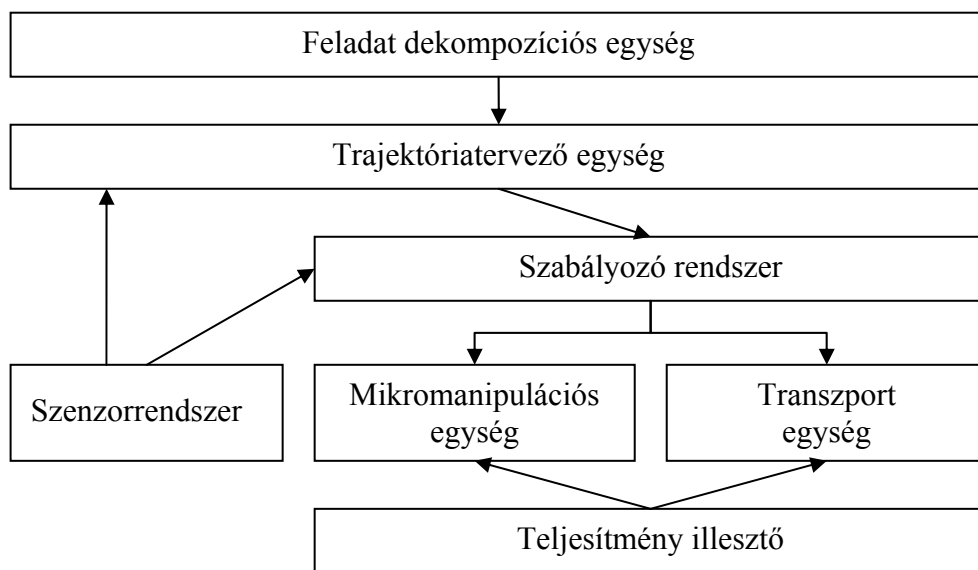 Feladat dekompozíciós egység
Trajektóriatervező egység
Szabályozó rendszer
Szenzorrendszer
Mikromanipulációs
egység
Transzport
egység
Teljesítmény illesztő